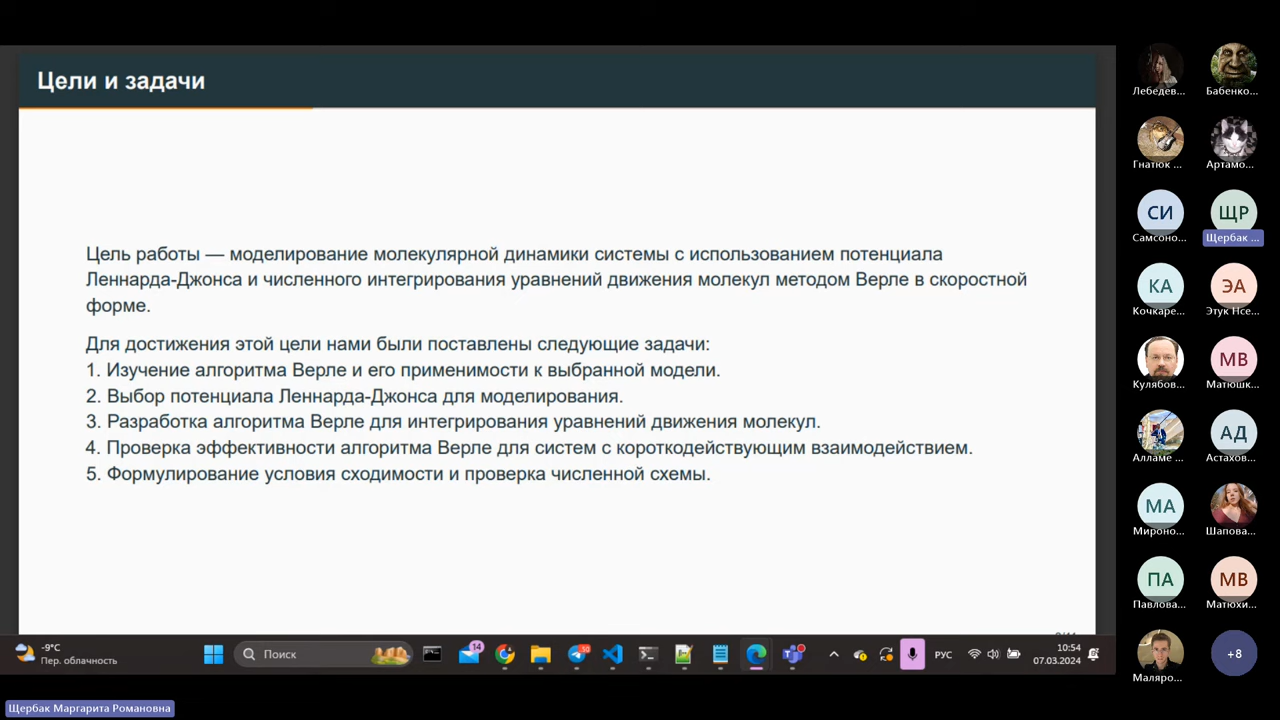 Цели и задачи
Цель работы — моделирование молекулярной динамики системы с использованием потенциала
Леннарда-Джонса и численного интегрирования уравнений движения молекул методом Верле в скоростной
форме.
Для достижения этой цели нами были поставлены следующие задачи:
1. Изучение алгоритма Верле и его применимости к выбранной модели.
2. Выбор потенциала Леннарда-Джонса для моделирования.
3. Разработка алгоритма Верле для интегрирования уравнений движения молекул.
4. Проверка эффективности алгоритма Верле для систем с короткодействующим взаимодействием.
5. Формулирование условия сходимости и проверка численной схемы.
Лебедев...
Бабенко...
Гнатюк ...
Артамо...
СИ
ЩР
Самсоно...
Щербак ...
КА
ЭА
Кочкаре...
Этук Нсе...
МВ
Кулябов...
Матюшк...
АД
Алламе ...
Астахов...
МА
Мироно...
Шапова...
ПА
МВ
Павлова...
Матюхи...
+8
Маляро...
-9°C
Пер. облачность
Поиск
14
РУС
10:54
07.03.2024
Щербак Маргарита Романовна